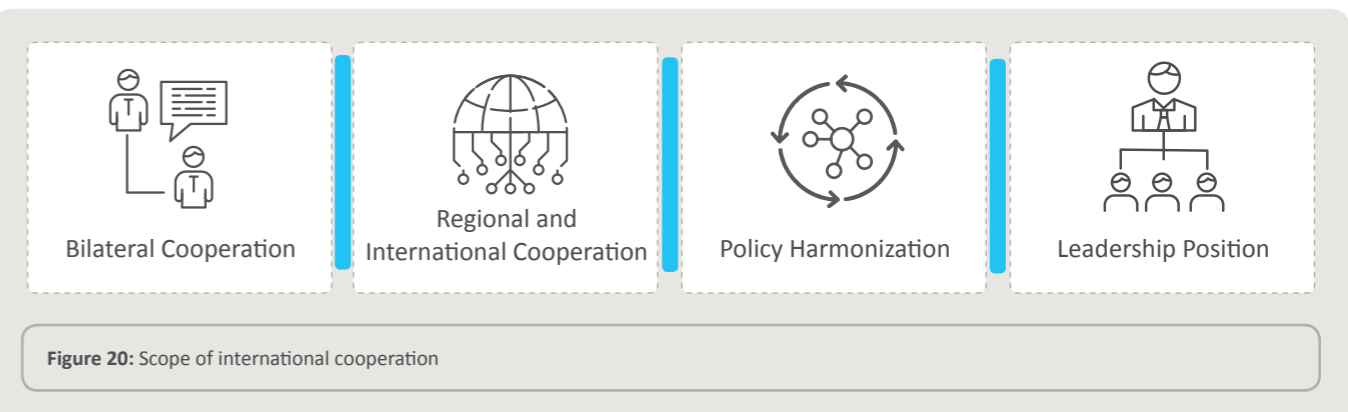 Bilateral Cooperation
Regional and
International Cooperation
Policy Harmonization
Leadership Position
Figure 20: Scope of international cooperation